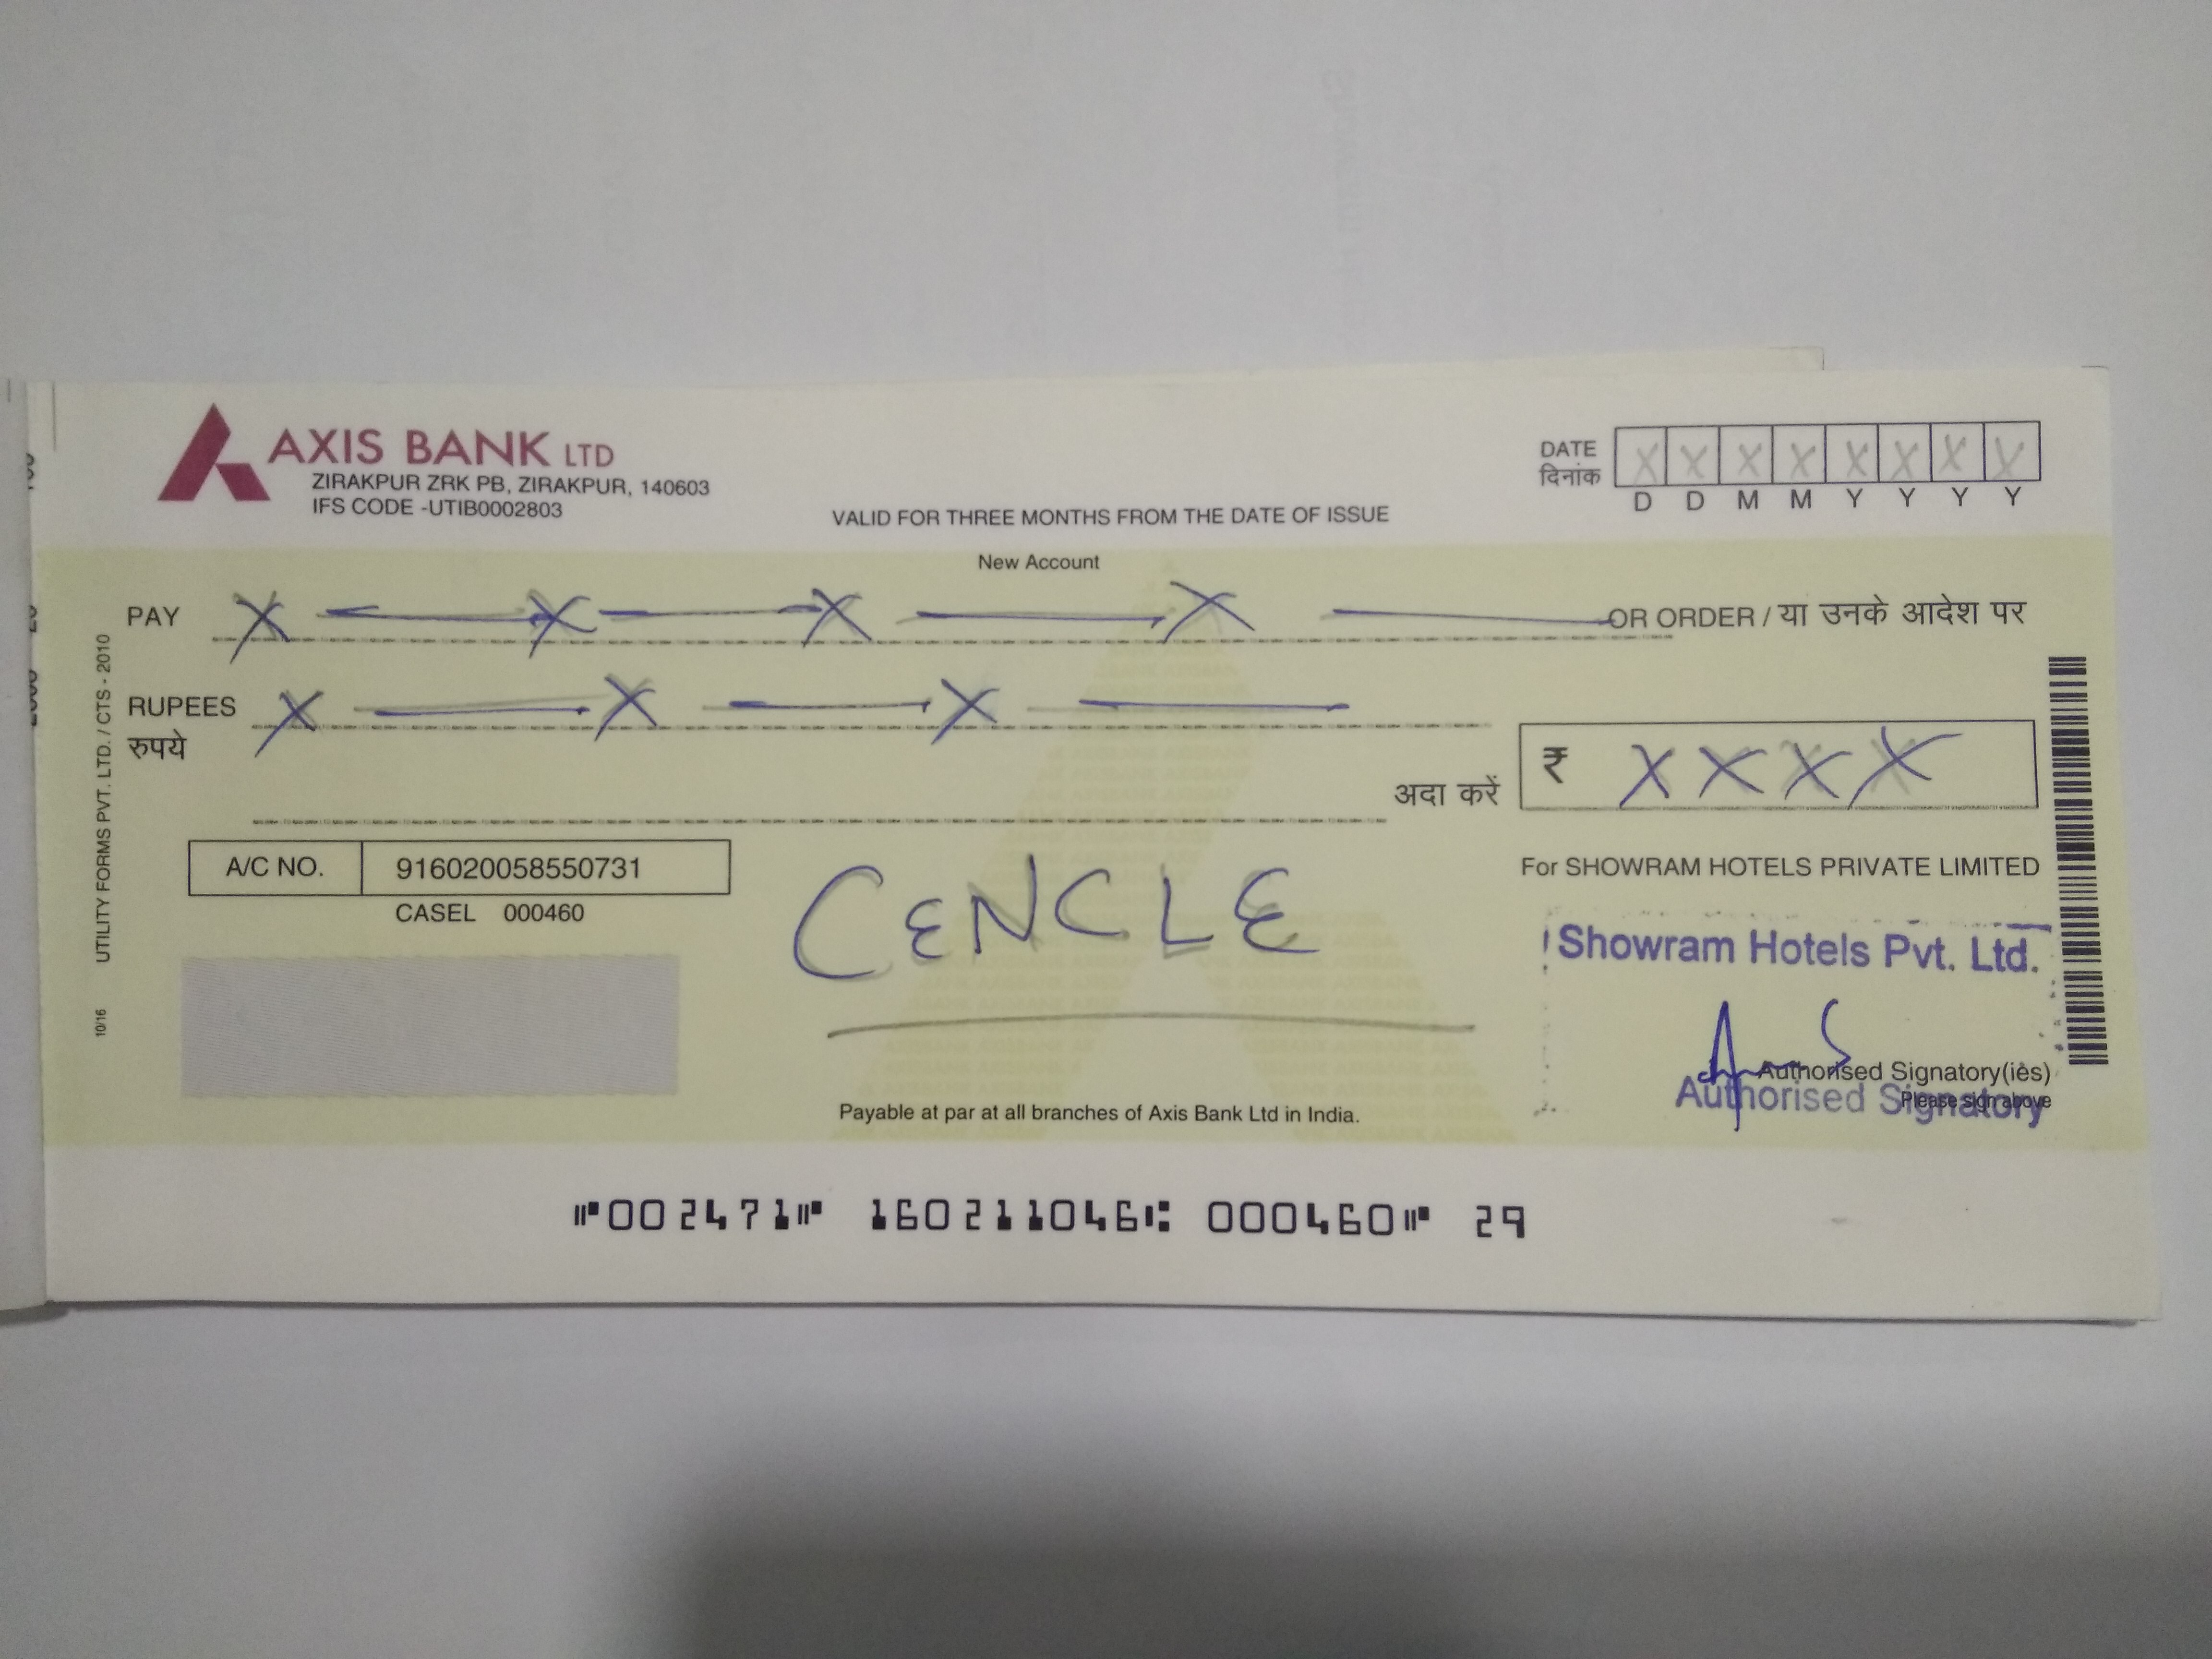 AXIS BANK LTD
ZIRAKPUR ZRK PB, ZIRAKPUR, 140603
IFS CODE -UTIB0002803
VALID FOR THREE MONTHS FROM THE DATE OF ISSUE
DATE X X X X X X X X
दिनांक D D M M Y Y Y Y
New Account
PAY X X X X OR ORDER / या उनके आदेश पर
RUPEES X X X
रुपये
अदा करें ₹ X X X X
A/C NO. 916020058550731
CASEL 000460
For SHOWRAM HOTELS PRIVATE LIMITED
CENCLE
Showram Hotels Pvt. Ltd.
Authorised Signatory(ies)
Authorised Signatory
Please sign above
Payable at par at all branches of Axis Bank Ltd in India.
UTILITY FORMS PVT. LTD. / CTS - 2010
10/16
⑈002471⑈ 160211046⑆ 000460⑈ 29